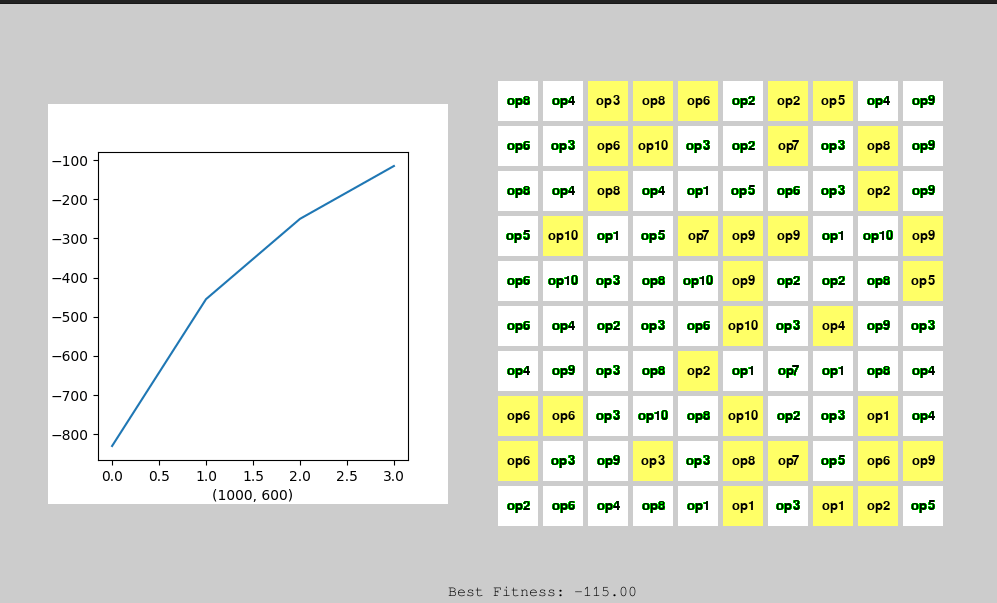 op8 op4 op3 op8 op6 op2 op2 op5 op4 op9
op6 op3 op6 op10 op3 op2 op7 op3 op8 op9
op8 op4 op8 op4 op1 op5 op6 op3 op2 op9
op5 op10 op1 op5 op7 op9 op9 op1 op10 op9
op6 op10 op3 op8 op10 op9 op2 op2 op8 op5
op6 op4 op2 op3 op6 op10 op3 op4 op9 op3
op4 op9 op3 op8 op2 op1 op7 op1 op8 op4
op6 op6 op3 op10 op8 op10 op2 op3 op1 op4
op6 op3 op9 op3 op3 op8 op7 op5 op6 op9
op2 op6 op4 op8 op1 op1 op3 op1 op2 op5
−100
−200
−300
−400
−500
−600
−700
−800
0.0 0.5 1.0 1.5 2.0 2.5 3.0
(1000, 600)
Best Fitness: -115.00